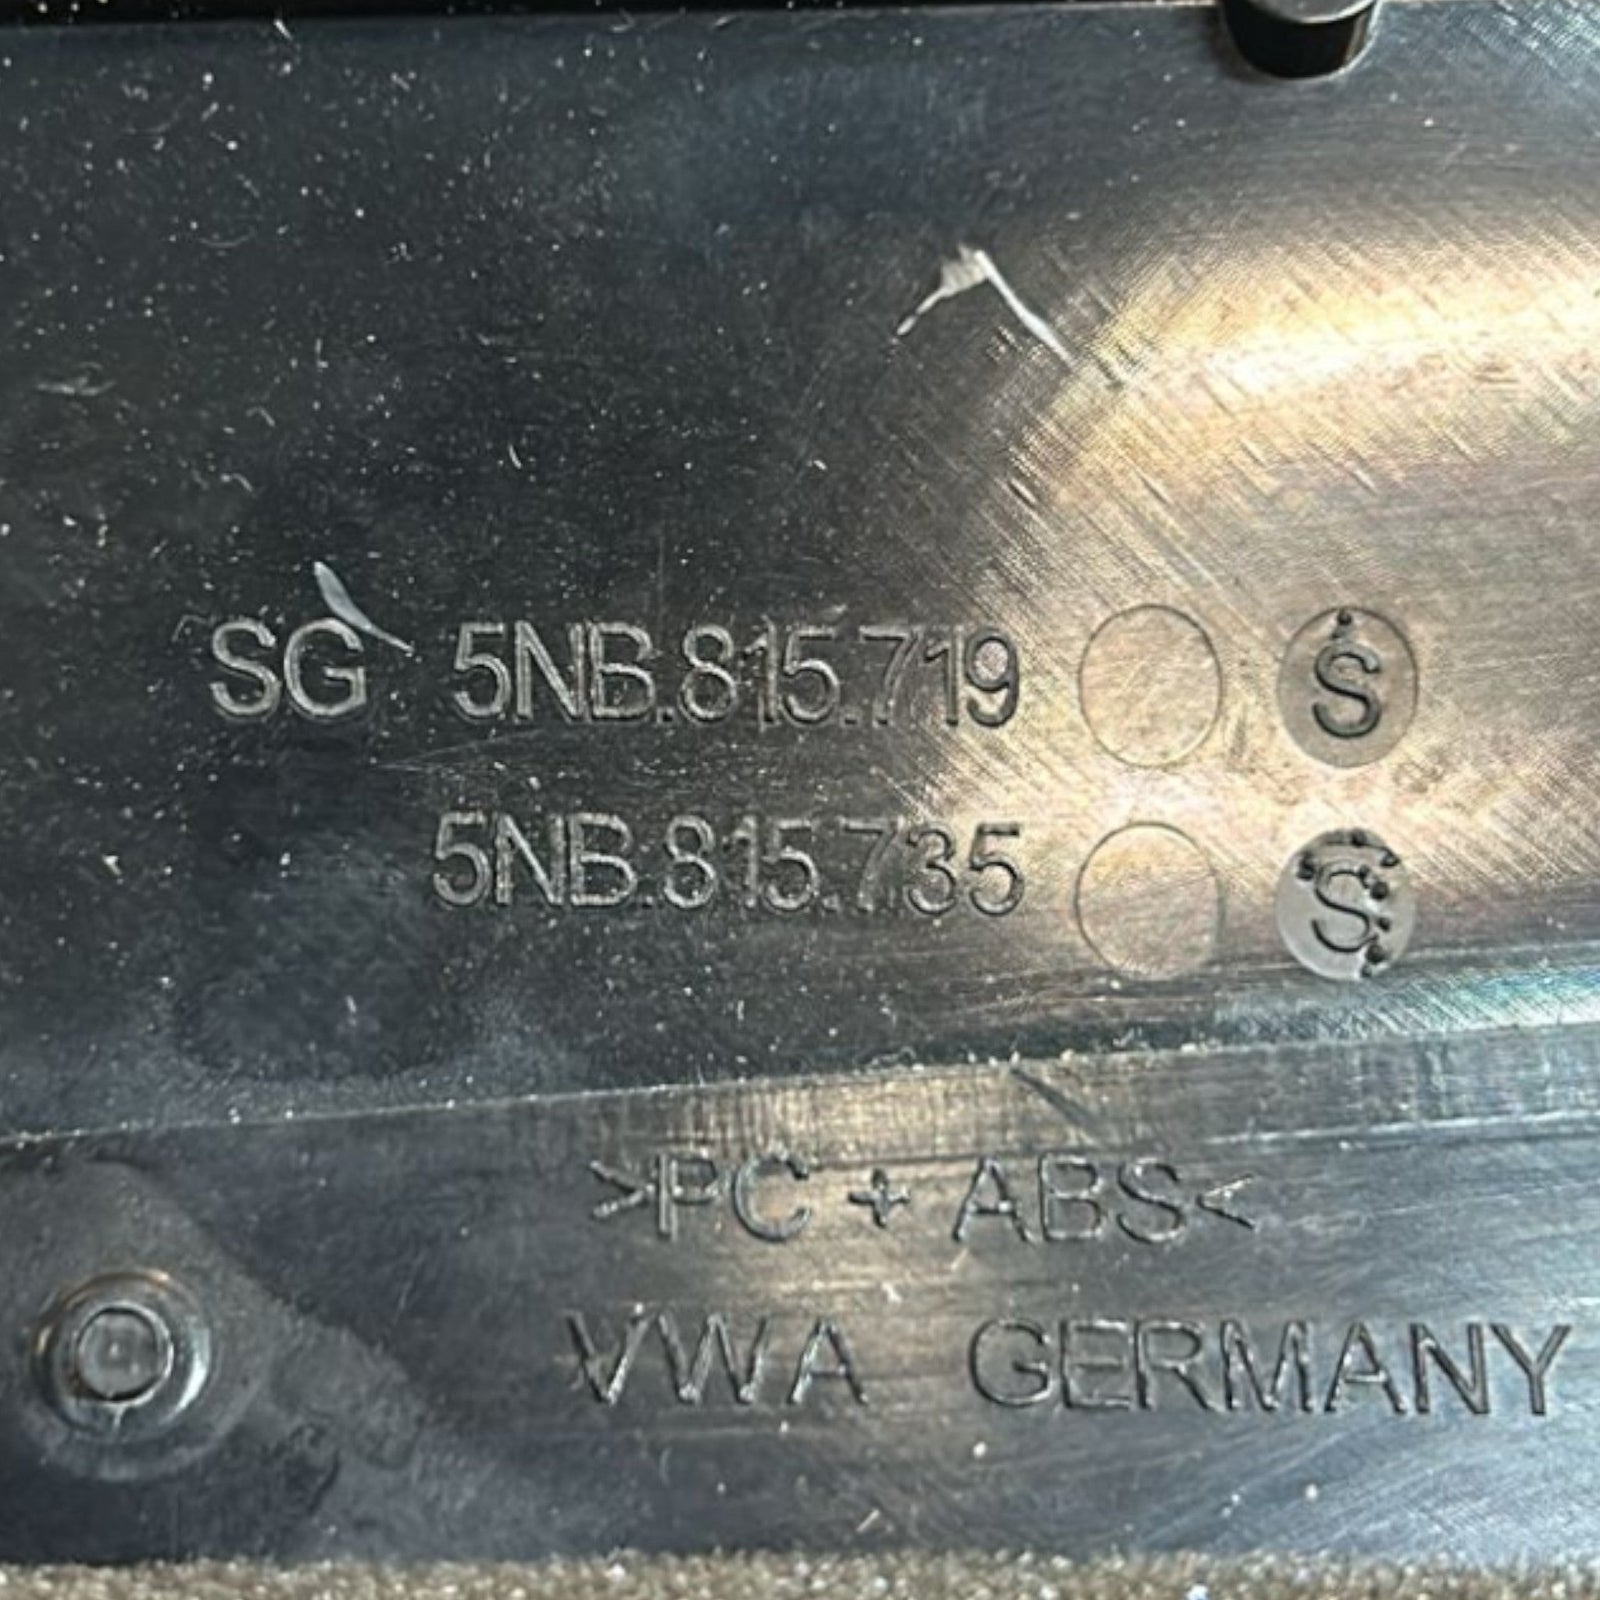 SG 5NB.815.719 S
5NB.815.735 S
>PC + ABS<
VWA GERMANY